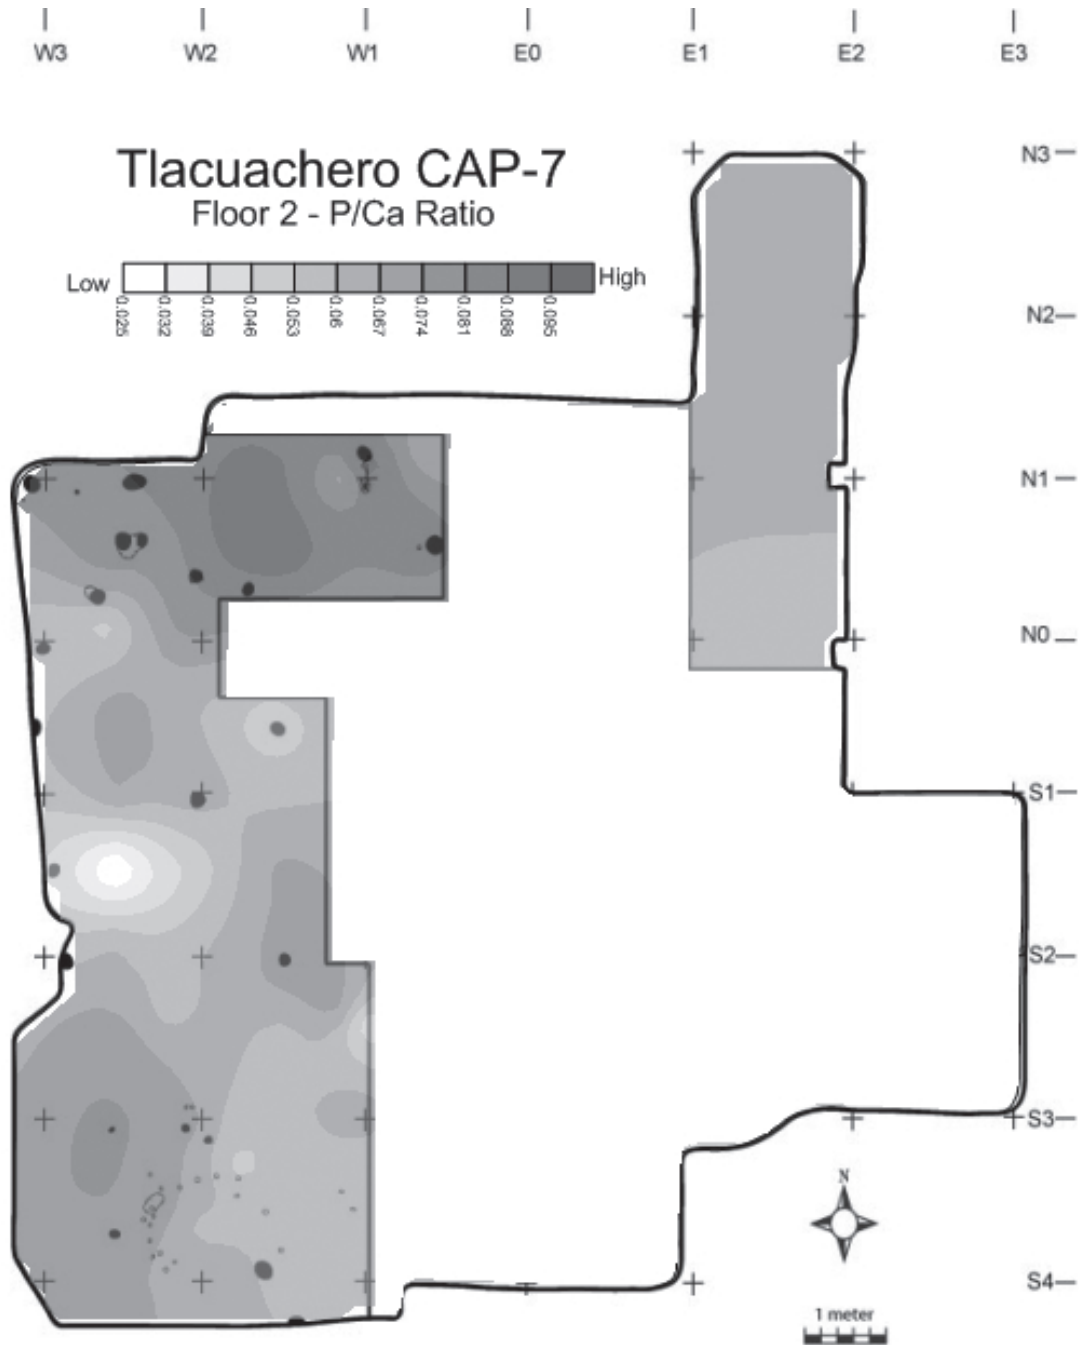 W3 W2 W1 E0 E1 E2 E3
Tlacuachero CAP-7
Floor 2 - P/Ca Ratio
Low High
0.025 0.032 0.039 0.046 0.053 0.06 0.067 0.074 0.081 0.088 0.095
N3
N2
N1
N0
S1
S2
S3
N
S4
1 meter